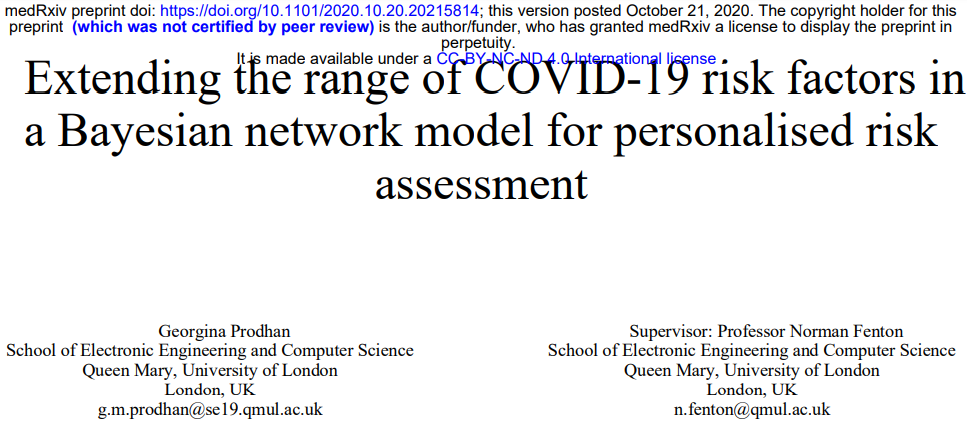 medRxiv preprint doi: https://doi.org/10.1101/2020.10.20.20215814; this version posted October 21, 2020. The copyright holder for this
preprint (which was not certified by peer review) is the author/funder, who has granted medRxiv a license to display the preprint in
perpetuity.
It is made available under a CC-BY-NC-ND 4.0 International license
Extending the range of COVID-19 risk factors in
a Bayesian network model for personalised risk
assessment
Georgina Prodhan
School of Electronic Engineering and Computer Science
Queen Mary, University of London
London, UK
g.m.prodhan@se19.qmul.ac.uk
Supervisor: Professor Norman Fenton
School of Electronic Engineering and Computer Science
Queen Mary, University of London
London, UK
n.fenton@qmul.ac.uk